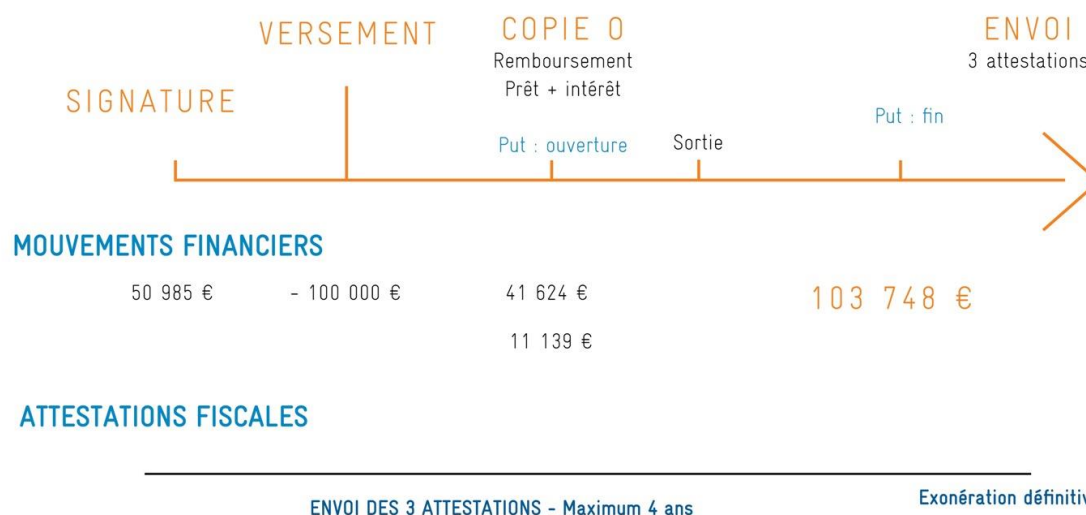 VERSEMENT
COPIE 0
ENVOI
Remboursement
3 attestations
Prêt + intérêt
SIGNATURE
Put : fin
Put : ouverture
Sortie
MOUVEMENTS FINANCIERS
50 985 €
- 100 000 €
41 624 €
103 748 €
11 139 €
ATTESTATIONS FISCALES
ENVOI DES 3 ATTESTATIONS - Maximum 4 ans
Exonération définitiv